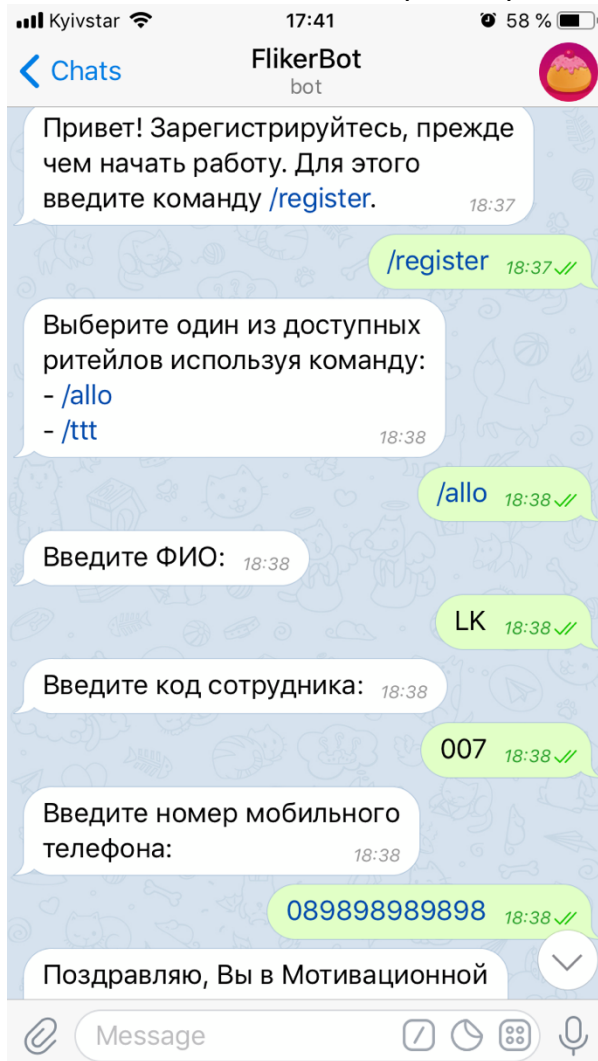 Kyivstar 17:41 58 %
Chats FlikerBot
bot
Привет! Зарегистрируйтесь, прежде
чем начать работу. Для этого
введите команду /register. 18:37
/register 18:37
Выберите один из доступных
ритейлов используя команду:
- /allo
- /ttt 18:38
/allo 18:38
Введите ФИО: 18:38
LK 18:38
Введите код сотрудника: 18:38
007 18:38
Введите номер мобильного
телефона: 18:38
089898989898 18:38
Поздравляю, Вы в Мотивационной
Message